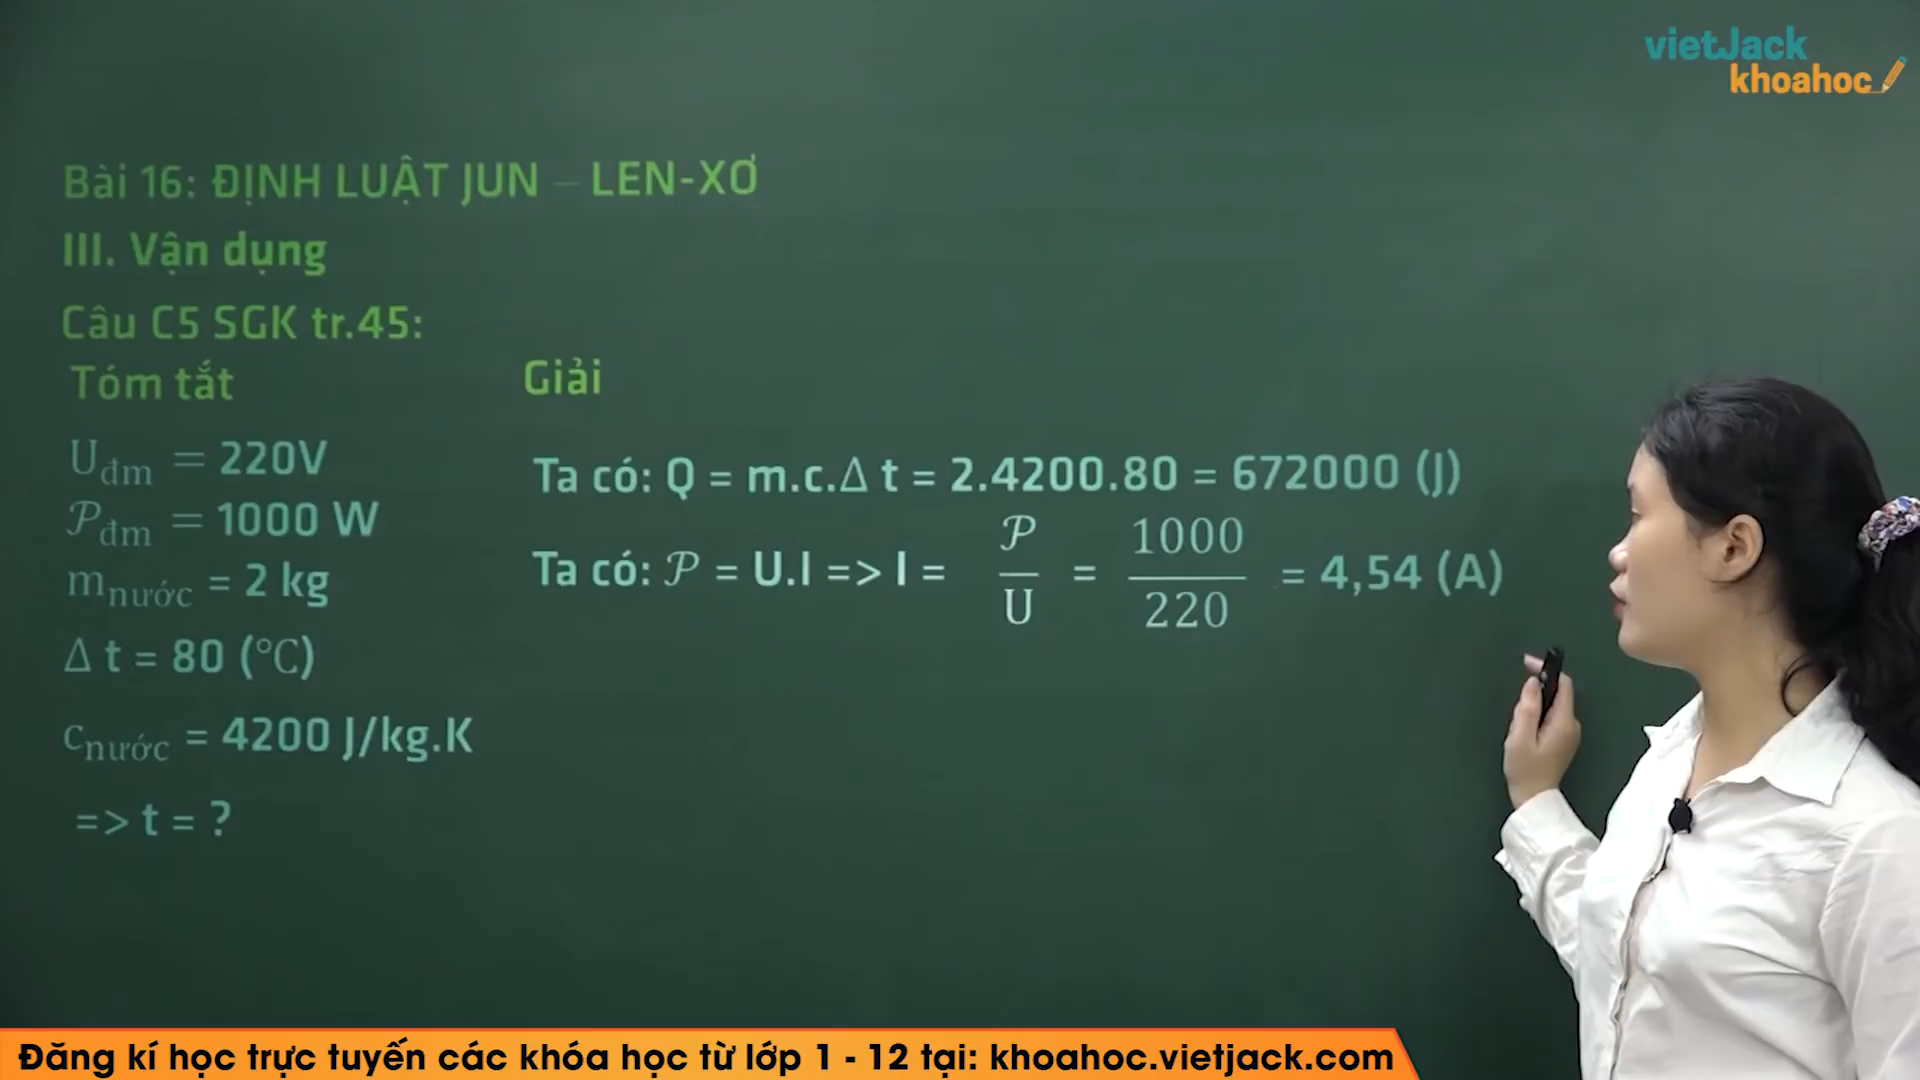 vietJack
khoahoc
Bài 16: ĐỊNH LUẬT JUN – LEN-XƠ
III. Vận dụng
Câu C5 SGK tr.45:
Tóm tắt
Uđm = 220V
𝒫đm = 1000 W
mnước = 2 kg
Δ t = 80 (°C)
cnước = 4200 J/kg.K
=> t = ?
Giải
Ta có: Q = m.c.Δ t = 2.4200.80 = 672000 (J)
Ta có: 𝒫 = U.I => I = 𝒫/U = 1000/220 = 4,54 (A)
Đăng kí học trực tuyến các khóa học từ lớp 1 - 12 tại: khoahoc.vietjack.com